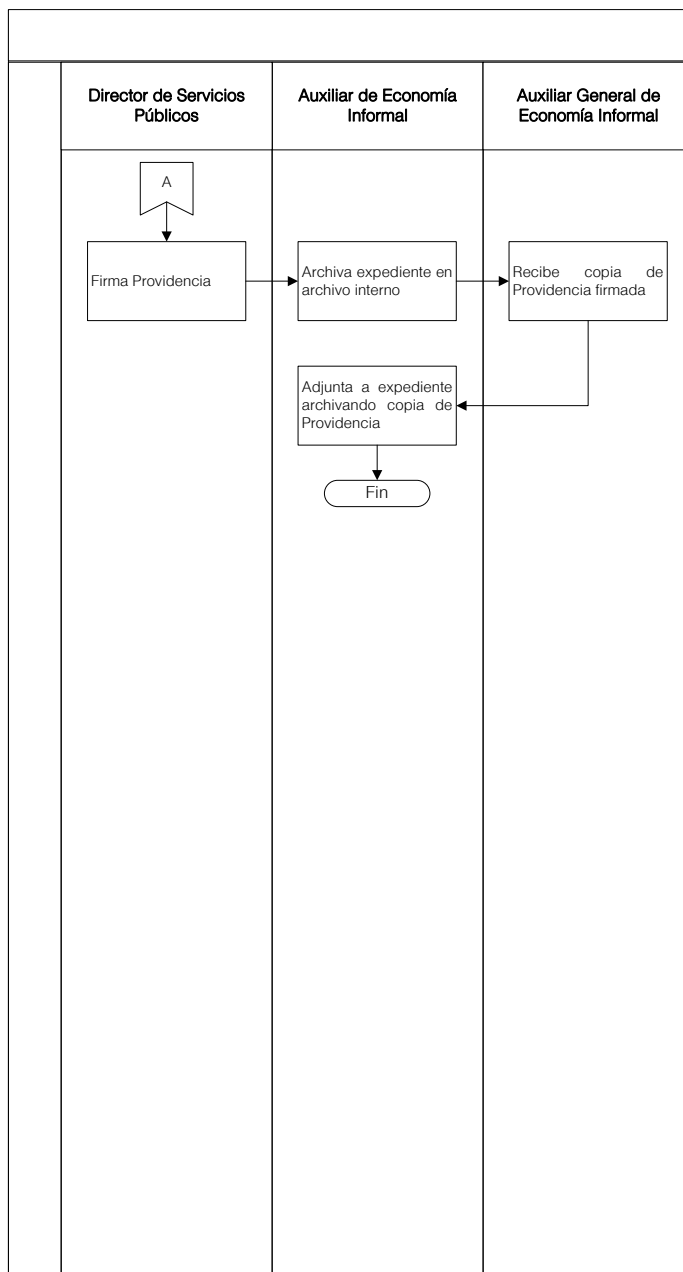 Director de Servicios
Públicos
Auxiliar de Economía
Informal
Auxiliar General de
Economía Informal
A
Firma Providencia
Archiva expediente en
archivo interno
Recibe copia de
Providencia firmada
Adjunta a expediente
archivando copia de
Providencia
Fin